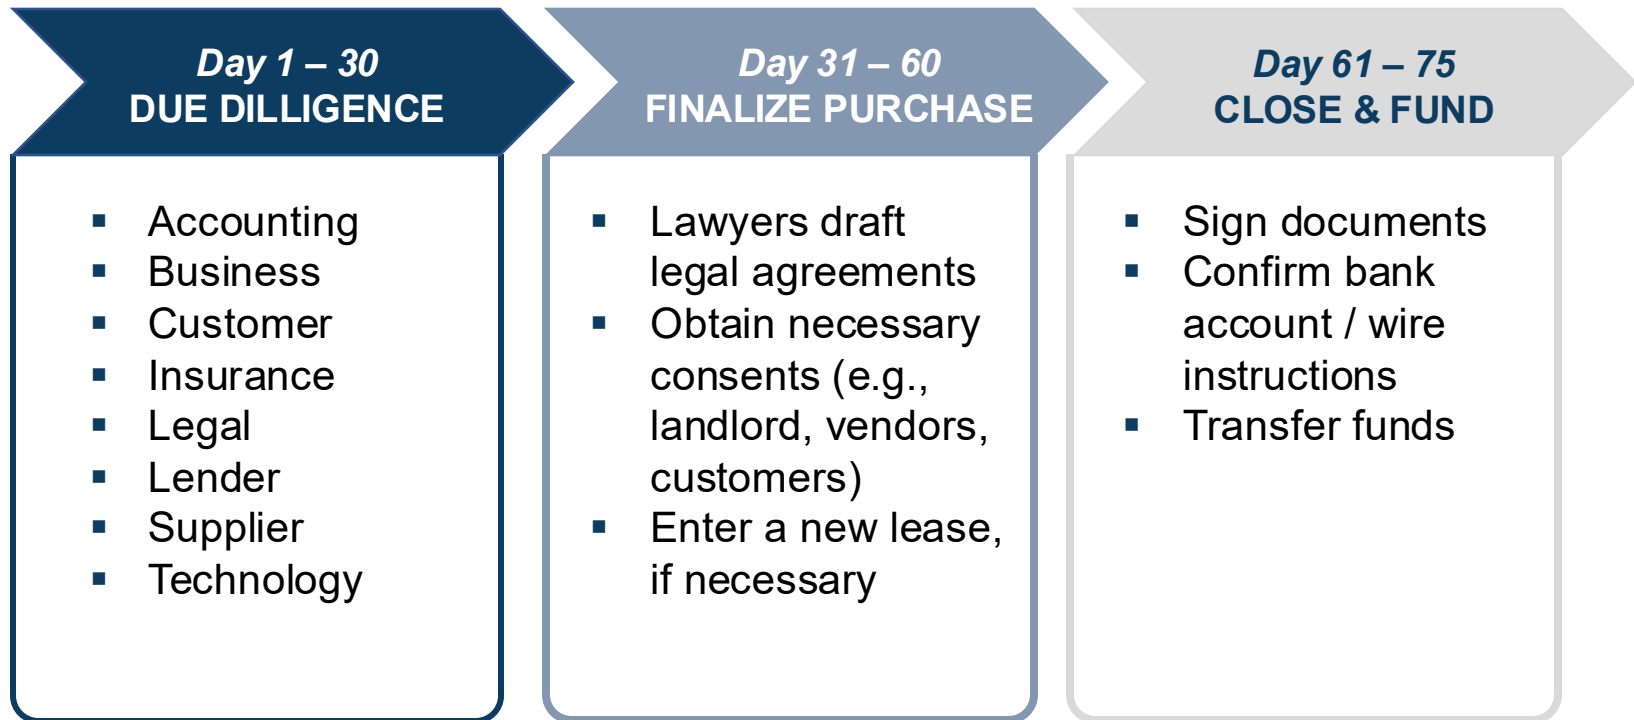 Day 1 – 30
DUE DILLIGENCE
▪ Accounting
▪ Business
▪ Customer
▪ Insurance
▪ Legal
▪ Lender
▪ Supplier
▪ Technology
Day 31 – 60
FINALIZE PURCHASE
▪ Lawyers draft
legal agreements
▪ Obtain necessary
consents (e.g.,
landlord, vendors,
customers)
▪ Enter a new lease,
if necessary
Day 61 – 75
CLOSE & FUND
▪ Sign documents
▪ Confirm bank
account / wire
instructions
▪ Transfer funds